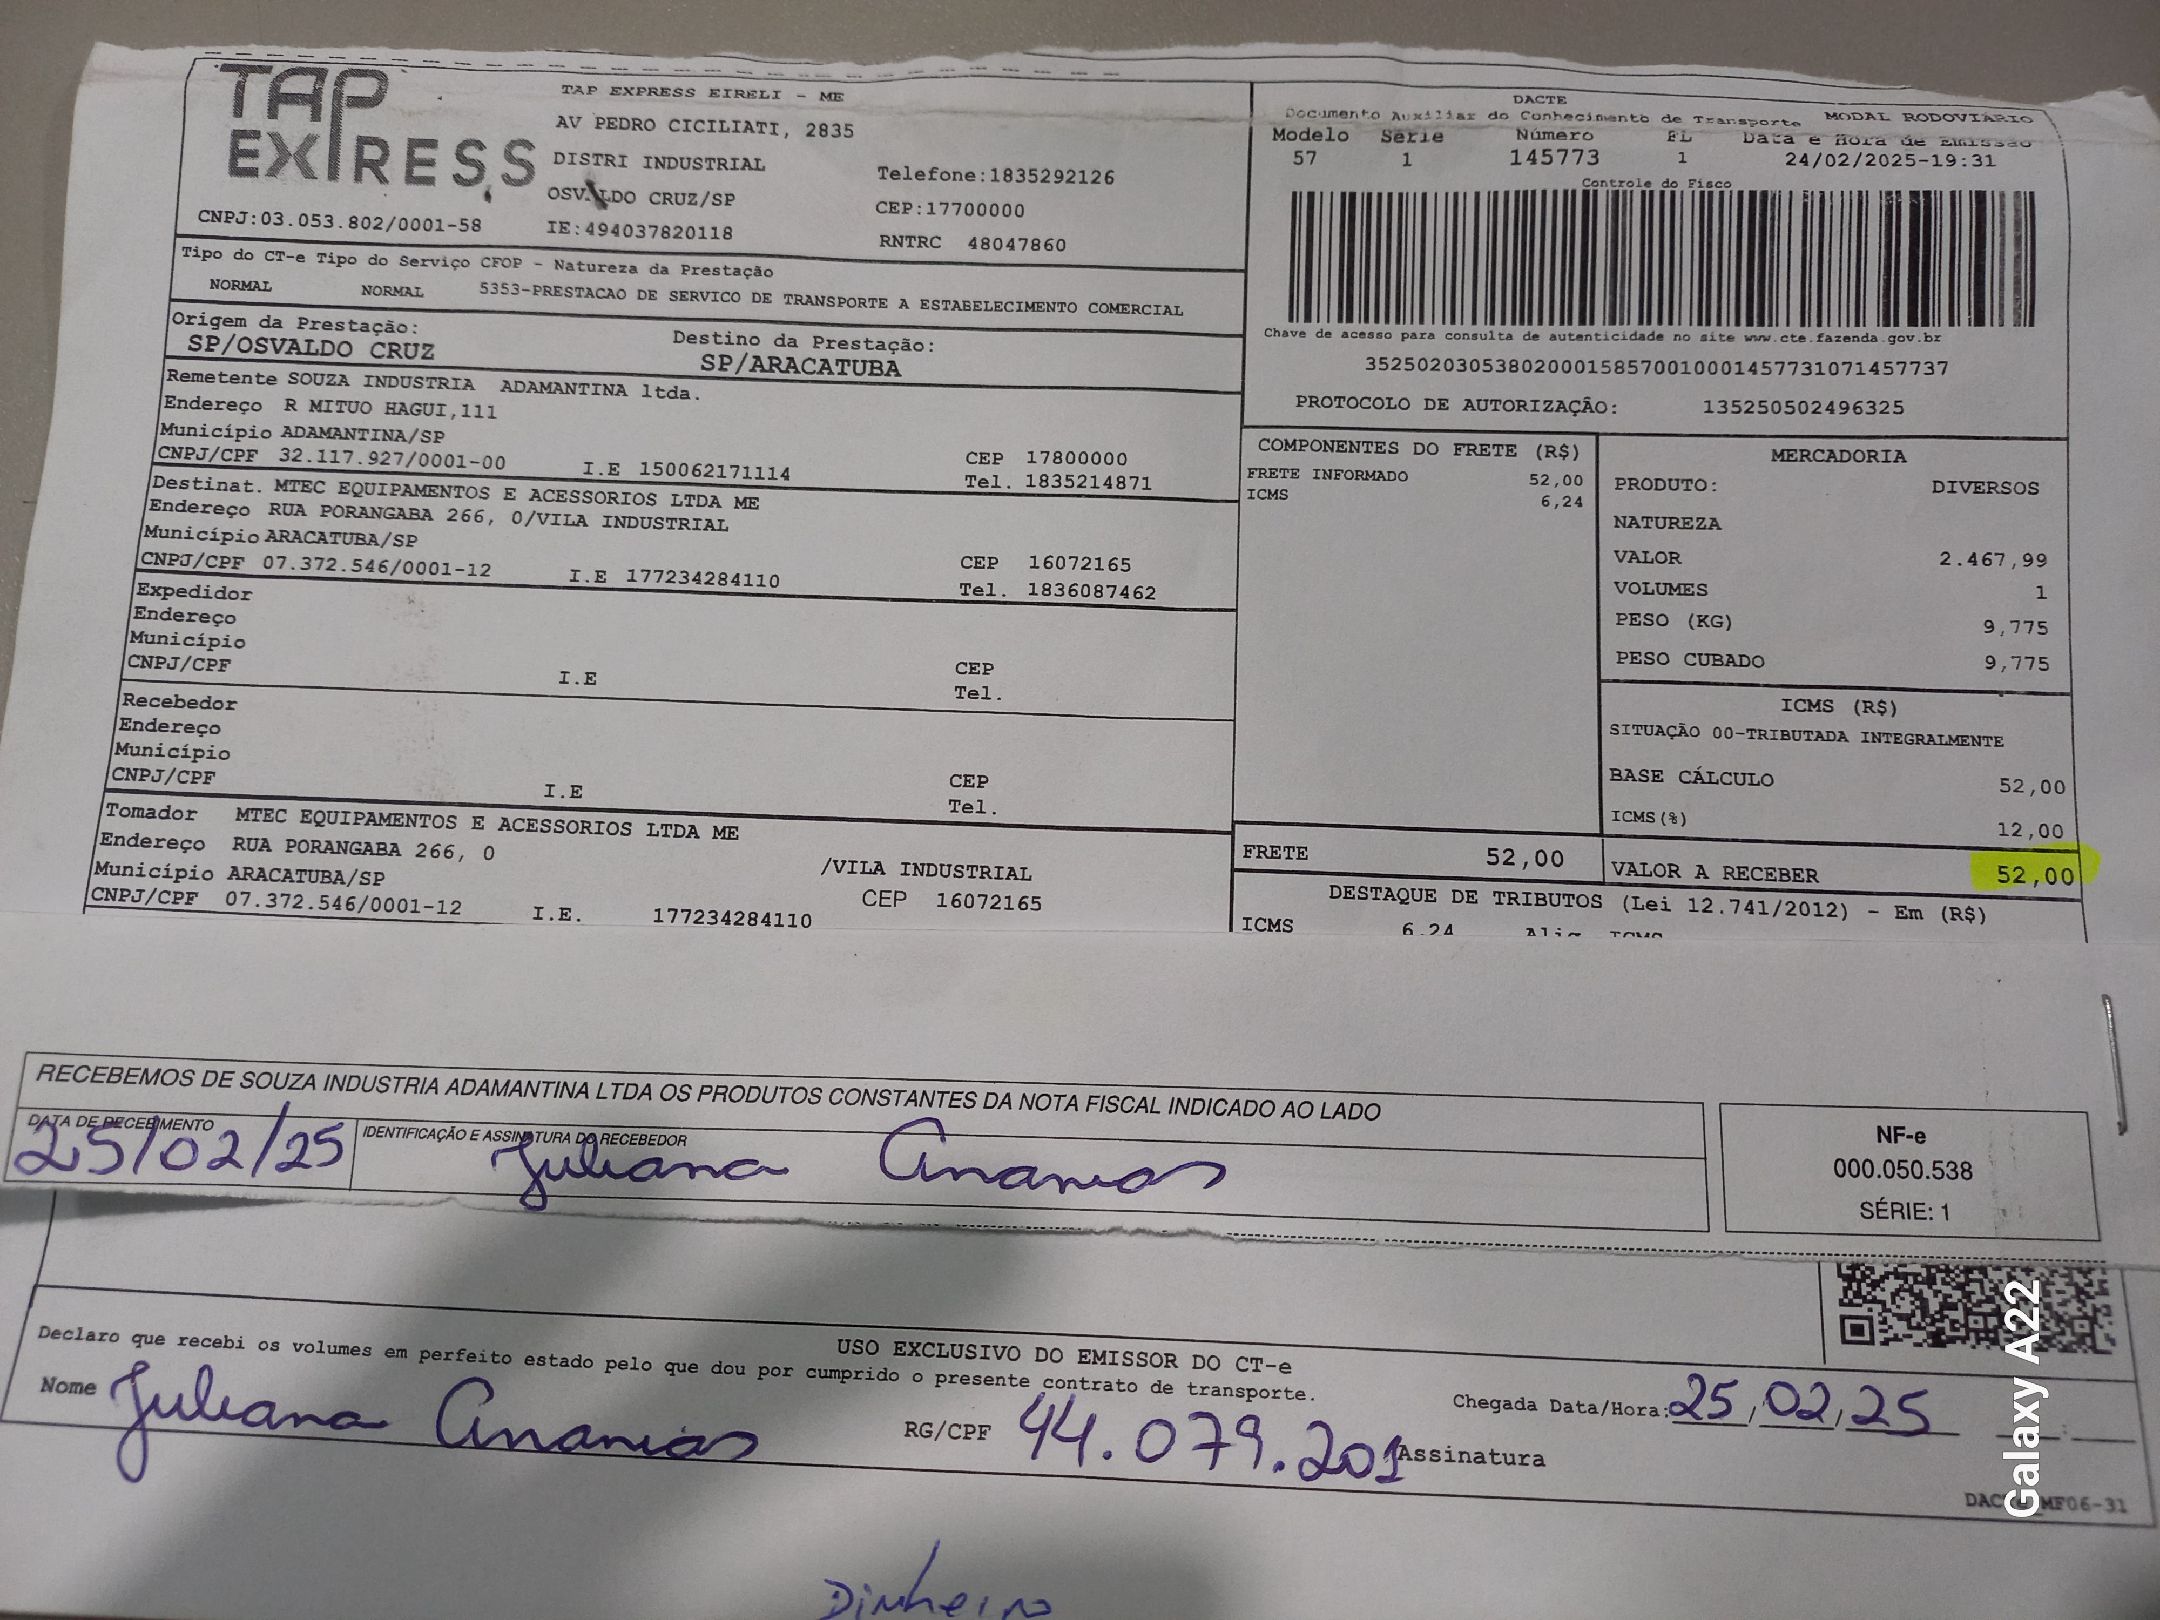 TAP EXPRESS
TAP EXPRESS EIRELI - ME
AV PEDRO CICILIATI, 2835
DISTRI INDUSTRIAL
Telefone:1835292126
OSVALDO CRUZ/SP
CEP:17700000
CNPJ:03.053.802/0001-58
IE:494037820118
RNTRC 48047860
DACTE
Documento Auxiliar do Conhecimento de Transporte MODAL RODOVIÁRIO
Modelo Serie Número FL Data e Hora de Emissão
57 1 145773 1 24/02/2025-19:31
Controle do Fisco
Chave de acesso para consulta de autenticidade no site www.cte.fazenda.gov.br
35250203053802000158570010001457731071457737
PROTOCOLO DE AUTORIZAÇÃO: 135250502496325
Tipo do CT-e Tipo do Serviço CFOP - Natureza da Prestação
NORMAL NORMAL 5353-PRESTACAO DE SERVICO DE TRANSPORTE A ESTABELECIMENTO COMERCIAL
Origem da Prestação: Destino da Prestação:
SP/OSVALDO CRUZ SP/ARACATUBA
Remetente SOUZA INDUSTRIA ADAMANTINA ltda.
Endereço R MITUO HAGUI,111
Município ADAMANTINA/SP CEP 17800000
CNPJ/CPF 32.117.927/0001-00 I.E 150062171114 Tel. 1835214871
Destinat. MTEC EQUIPAMENTOS E ACESSORIOS LTDA ME
Endereço RUA PORANGABA 266, 0/VILA INDUSTRIAL
Município ARACATUBA/SP CEP 16072165
CNPJ/CPF 07.372.546/0001-12 I.E 177234284110 Tel. 1836087462
Expedidor
Endereço
Município CEP
CNPJ/CPF I.E Tel.
Recebedor
Endereço
Município CEP
CNPJ/CPF I.E Tel.
Tomador MTEC EQUIPAMENTOS E ACESSORIOS LTDA ME
Endereço RUA PORANGABA 266, 0 /VILA INDUSTRIAL
Município ARACATUBA/SP CEP 16072165
CNPJ/CPF 07.372.546/0001-12 I.E. 177234284110
COMPONENTES DO FRETE (R$)
FRETE INFORMADO 52,00
ICMS 6,24
MERCADORIA
PRODUTO: DIVERSOS
NATUREZA
VALOR 2.467,99
VOLUMES 1
PESO (KG) 9,775
PESO CUBADO 9,775
ICMS (R$)
SITUAÇÃO 00-TRIBUTADA INTEGRALMENTE
BASE CÁLCULO 52,00
ICMS(%) 12,00
FRETE 52,00 VALOR A RECEBER 52,00
DESTAQUE DE TRIBUTOS (Lei 12.741/2012) - Em (R$)
ICMS 6,24 Aliq ICMS
RECEBEMOS DE SOUZA INDUSTRIA ADAMANTINA LTDA OS PRODUTOS CONSTANTES DA NOTA FISCAL INDICADO AO LADO
DATA DE RECEBIMENTO IDENTIFICAÇÃO E ASSINATURA DO RECEBEDOR
25/02/25 Juliana Ananias
NF-e
000.050.538
SÉRIE: 1
USO EXCLUSIVO DO EMISSOR DO CT-e
Declaro que recebi os volumes em perfeito estado pelo que dou por cumprido o presente contrato de transporte.
Nome Juliana Ananias RG/CPF 44.079.201 Assinatura
Chegada Data/Hora: 25/02/25 :
DACTE MF06-31
Dinheiro
Galaxy A22